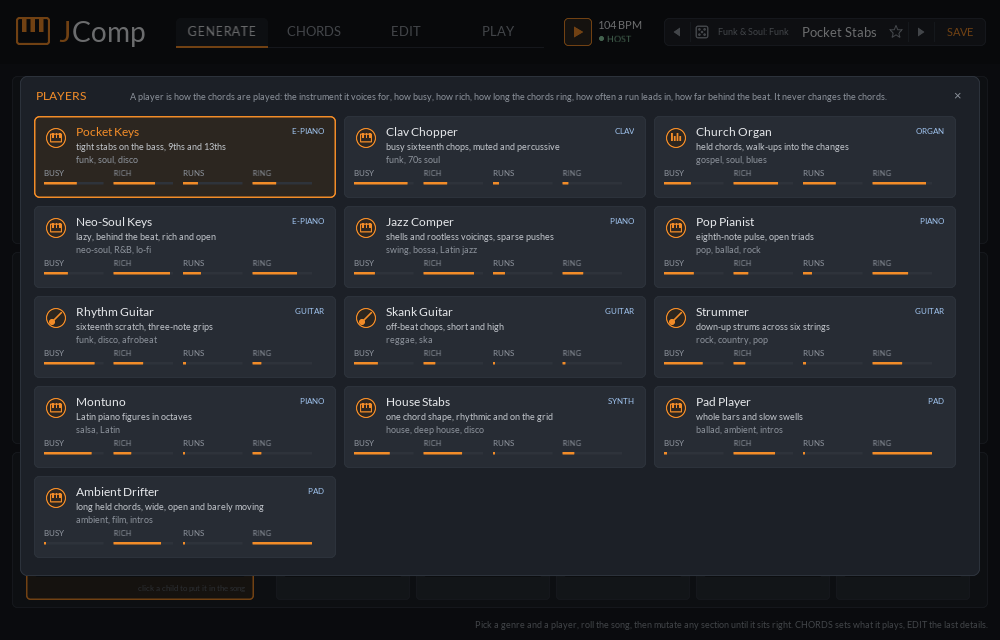 JComp
GENERATE
CHORDS
EDIT
PLAY
104 BPM
HOST
Funk & Soul: Funk
Pocket Stabs
SAVE
PLAYERS
A player is how the chords are played: the instrument it voices for, how busy, how rich, how long the chords ring, how often a run leads in, how far behind the beat. It never changes the chords.
×
Pocket Keys
E-PIANO
tight stabs on the bass, 9ths and 13ths
funk, soul, disco
BUSY RICH RUNS RING
Clav Chopper
CLAV
busy sixteenth chops, muted and percussive
funk, 70s soul
BUSY RICH RUNS RING
Church Organ
ORGAN
held chords, walk-ups into the changes
gospel, soul, blues
BUSY RICH RUNS RING
Neo-Soul Keys
E-PIANO
lazy, behind the beat, rich and open
neo-soul, R&B, lo-fi
BUSY RICH RUNS RING
Jazz Comper
PIANO
shells and rootless voicings, sparse pushes
swing, bossa, Latin jazz
BUSY RICH RUNS RING
Pop Pianist
PIANO
eighth-note pulse, open triads
pop, ballad, rock
BUSY RICH RUNS RING
Rhythm Guitar
GUITAR
sixteenth scratch, three-note grips
funk, disco, afrobeat
BUSY RICH RUNS RING
Skank Guitar
GUITAR
off-beat chops, short and high
reggae, ska
BUSY RICH RUNS RING
Strummer
GUITAR
down-up strums across six strings
rock, country, pop
BUSY RICH RUNS RING
Montuno
PIANO
Latin piano figures in octaves
salsa, Latin
BUSY RICH RUNS RING
House Stabs
SYNTH
one chord shape, rhythmic and on the grid
house, deep house, disco
BUSY RICH RUNS RING
Pad Player
PAD
whole bars and slow swells
ballad, ambient, intros
BUSY RICH RUNS RING
Ambient Drifter
PAD
long held chords, wide, open and barely moving
ambient, film, intros
BUSY RICH RUNS RING
click a child to put it in the song
Pick a genre and a player, roll the song, then mutate any section until it sits right. CHORDS sets what it plays, EDIT the last details.